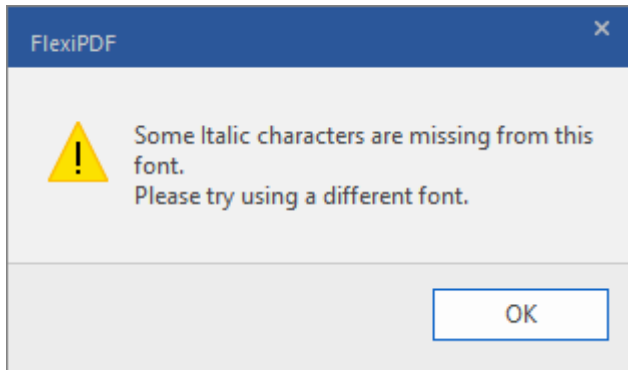 FlexiPDF
Some Italic characters are missing from this
font.
Please try using a different font.
OK